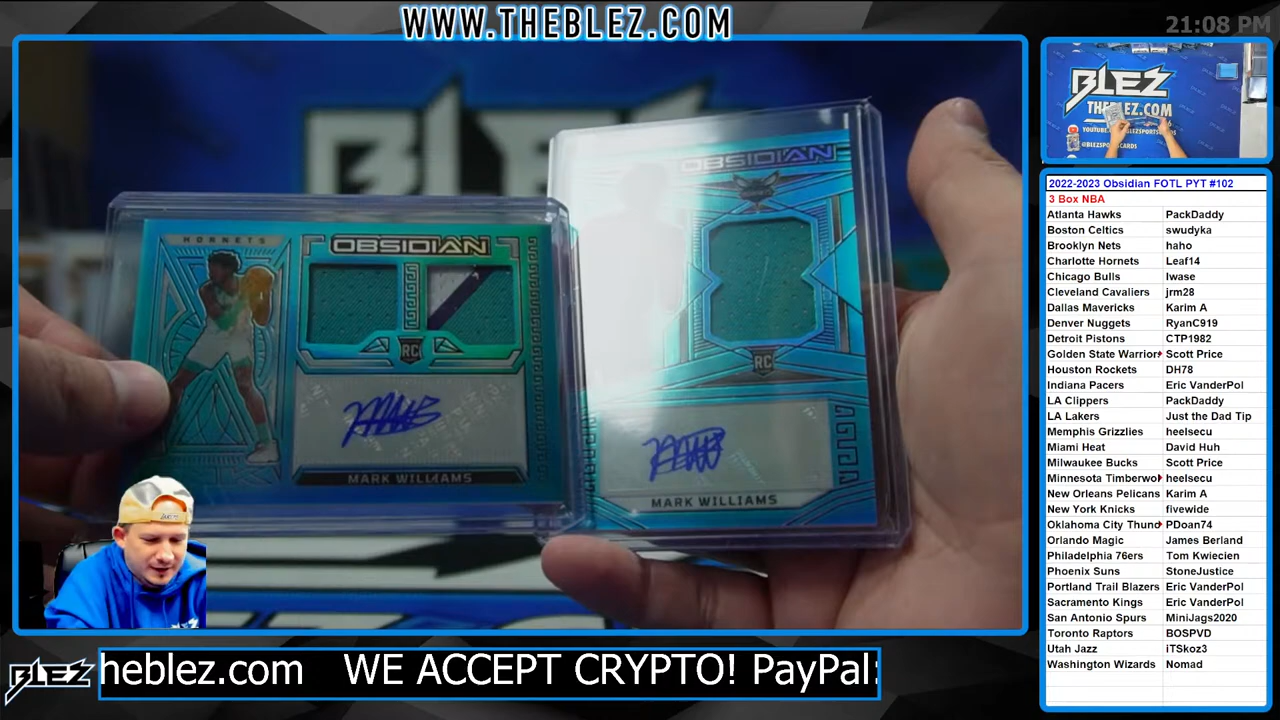 WWW.THEBLEZ.COM
21:08 PM
HORNETS
OBSIDIAN
RC
MARK WILLIAMS
OBSIDIAN
RC
MARK WILLIAMS
BLEZ
THEBLEZ.COM
2022-2023 Obsidian FOTL PYT #102
3 Box NBA
Atlanta Hawks PackDaddy
Boston Celtics swudyka
Brooklyn Nets haho
Charlotte Hornets Leaf14
Chicago Bulls Iwase
Cleveland Cavaliers jrm28
Dallas Mavericks Karim A
Denver Nuggets RyanC919
Detroit Pistons CTP1982
Golden State Warrior Scott Price
Houston Rockets DH78
Indiana Pacers Eric VanderPol
LA Clippers PackDaddy
LA Lakers Just the Dad Tip
Memphis Grizzlies heelsecu
Miami Heat David Huh
Milwaukee Bucks Scott Price
Minnesota Timberwol heelsecu
New Orleans Pelicans Karim A
New York Knicks fivewide
Oklahoma City Thund PDoan74
Orlando Magic James Berland
Philadelphia 76ers Tom Kwiecien
Phoenix Suns StoneJustice
Portland Trail Blazers Eric VanderPol
Sacramento Kings Eric VanderPol
San Antonio Spurs MiniJags2020
Toronto Raptors BOSPVD
Utah Jazz iTSkoz3
Washington Wizards Nomad
BLEZ
heblez.com WE ACCEPT CRYPTO! PayPal: